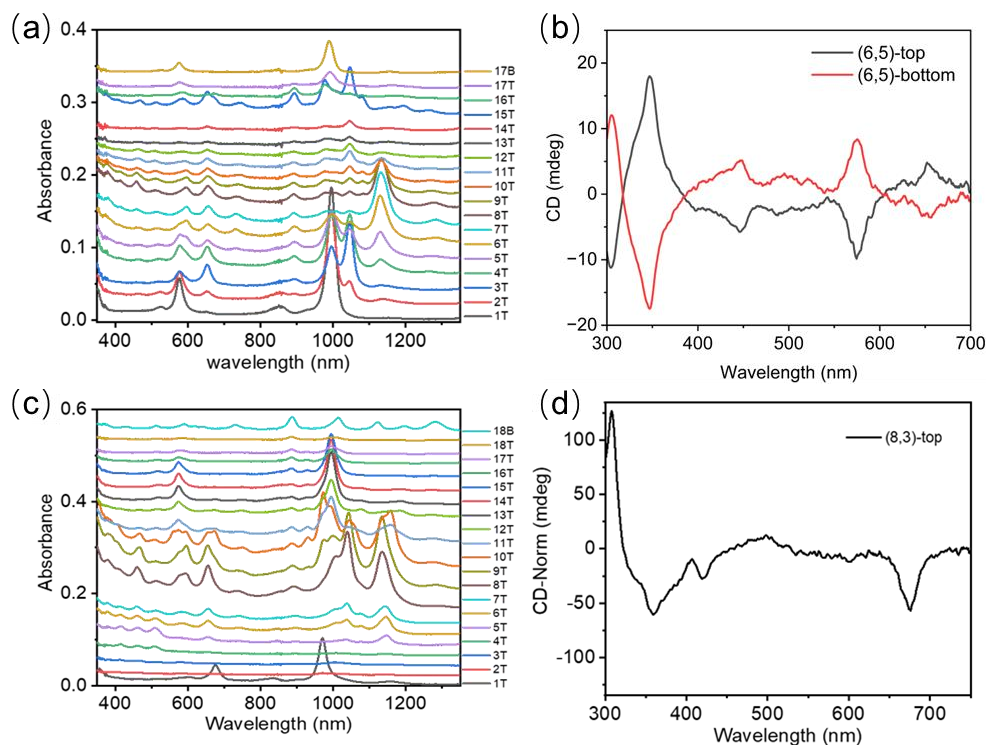 (a)
0.4
0.3
0.2
0.1
0.0
Absorbance
400 600 800 1000 1200
wavelength (nm)
17B
17T
16T
15T
14T
13T
12T
11T
10T
9T
8T
7T
6T
5T
4T
3T
2T
1T
(b)
20
10
0
−10
−20
CD (mdeg)
(6,5)-top
(6,5)-bottom
300 400 500 600 700
Wavelength (nm)
(c)
0.6
0.4
0.2
0.0
Absorbance
400 600 800 1000 1200
Wavelength (nm)
18B
18T
17T
16T
15T
14T
13T
12T
11T
10T
9T
8T
7T
6T
5T
4T
3T
2T
1T
(d)
100
50
0
-50
-100
CD-Norm (mdeg)
(8,3)-top
300 400 500 600 700
Wavelength (nm)